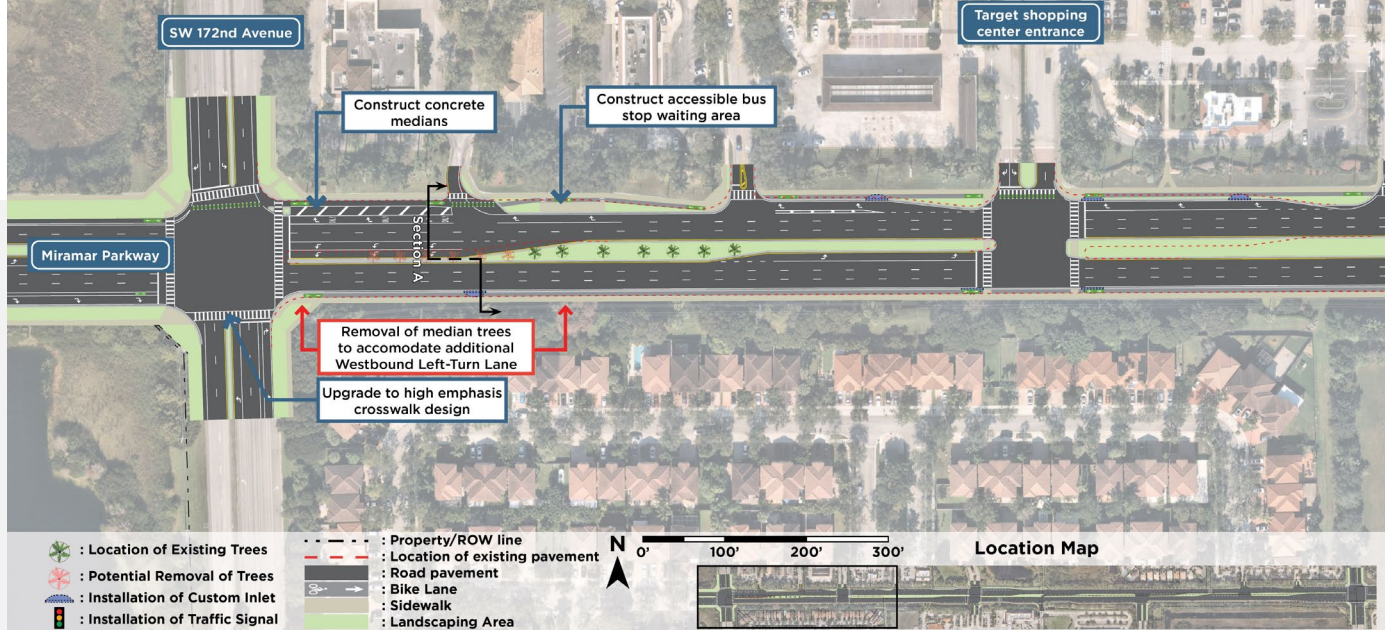 SW 172nd Avenue
Target shopping
center entrance
Construct concrete
medians
Construct accessible bus
stop waiting area
Miramar Parkway
Section A
Removal of median trees
to accomodate additional
Westbound Left-Turn Lane
Upgrade to high emphasis
crosswalk design
: Location of Existing Trees
: Potential Removal of Trees
: Installation of Custom Inlet
: Installation of Traffic Signal
: Property/ROW line
: Location of existing pavement
: Road pavement
: Bike Lane
: Sidewalk
: Landscaping Area
N
0' 100' 200' 300'
Location Map